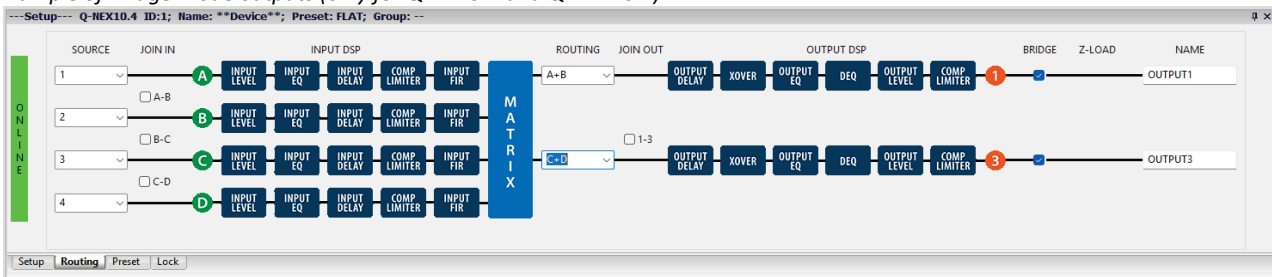 ---Setup--- Q-NEX10.4 ID:1; Name: **Device**; Preset: FLAT; Group: --
SOURCE JOIN IN INPUT DSP ROUTING JOIN OUT OUTPUT DSP BRIDGE Z-LOAD NAME
ONLINE
1 A INPUT LEVEL INPUT EQ INPUT DELAY COMP LIMITER INPUT FIR A+B OUTPUT DELAY XOVER OUTPUT EQ DEQ OUTPUT LEVEL COMP LIMITER 1 OUTPUT1
A-B
2 B INPUT LEVEL INPUT EQ INPUT DELAY COMP LIMITER INPUT FIR
MATRIX
B-C 1-3
3 C INPUT LEVEL INPUT EQ INPUT DELAY COMP LIMITER INPUT FIR C+D OUTPUT DELAY XOVER OUTPUT EQ DEQ OUTPUT LEVEL COMP LIMITER 3 OUTPUT3
C-D
4 D INPUT LEVEL INPUT EQ INPUT DELAY COMP LIMITER INPUT FIR
Setup Routing Preset Lock